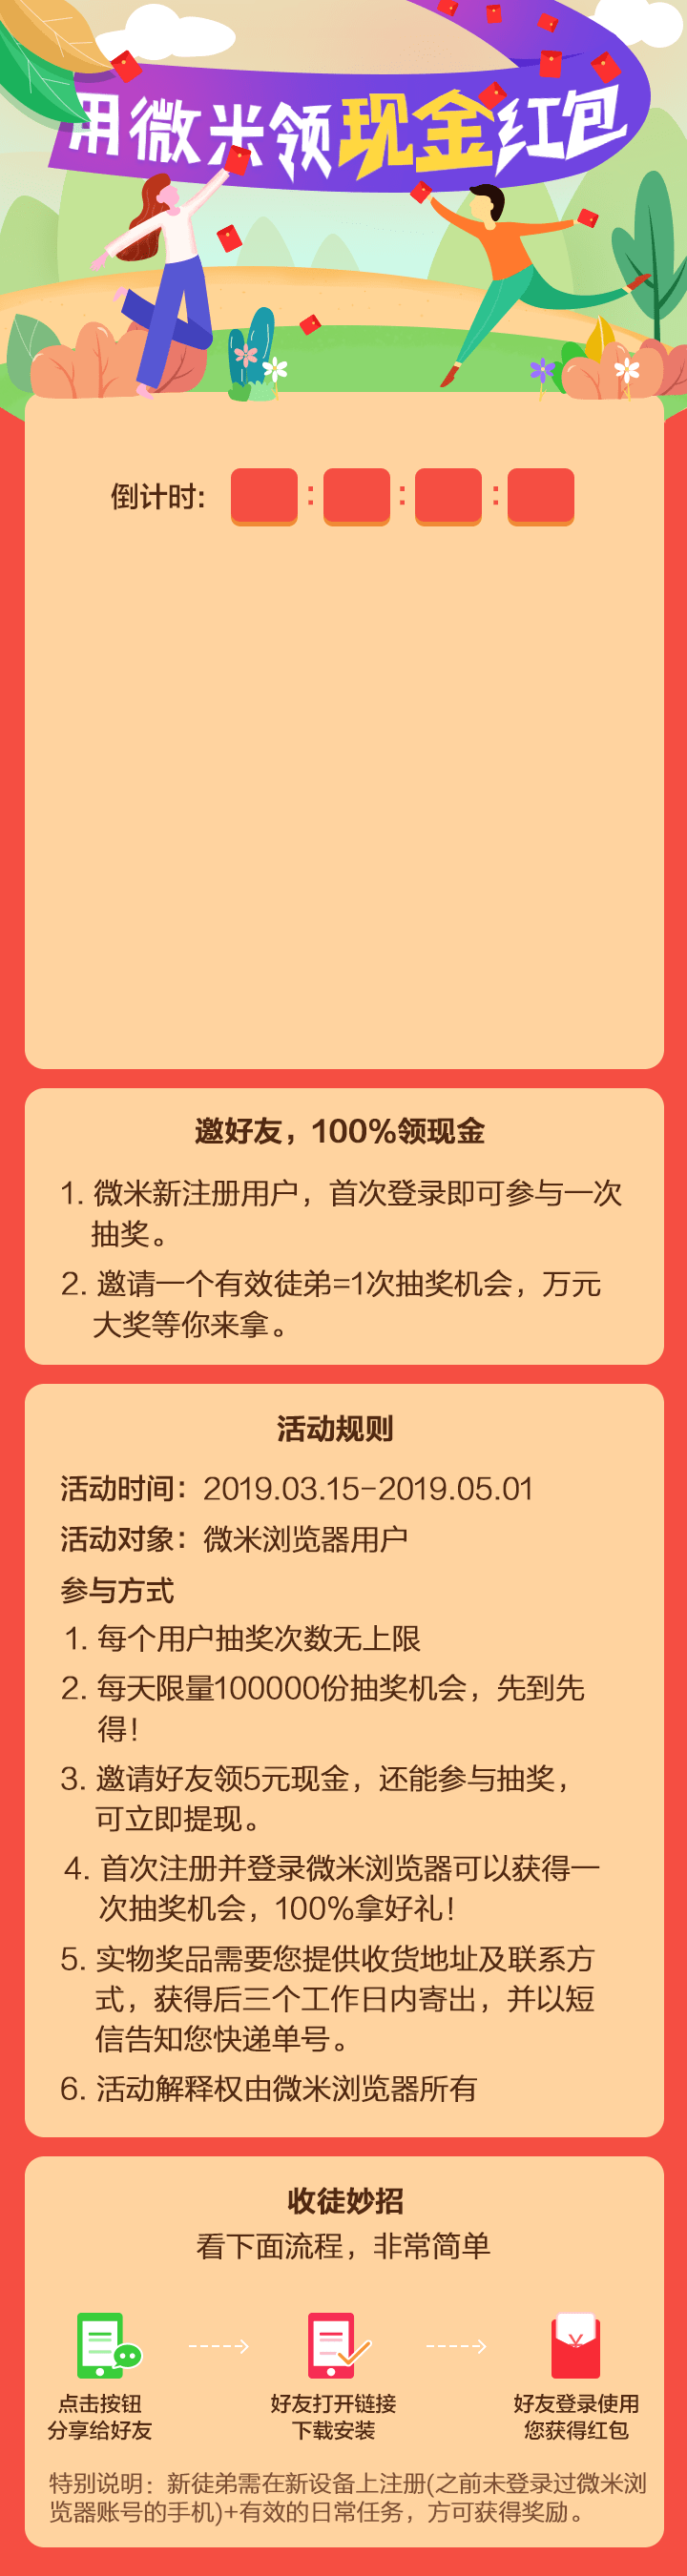 用微米领现金红包
倒计时: : : :
邀好友，100%领现金
1. 微米新注册用户，首次登录即可参与一次
抽奖。
2. 邀请一个有效徒弟=1次抽奖机会，万元
大奖等你来拿。
活动规则
活动时间：2019.03.15-2019.05.01
活动对象：微米浏览器用户
参与方式
1. 每个用户抽奖次数无上限
2. 每天限量100000份抽奖机会，先到先
得!
3. 邀请好友领5元现金，还能参与抽奖，
可立即提现。
4. 首次注册并登录微米浏览器可以获得一
次抽奖机会，100%拿好礼!
5. 实物奖品需要您提供收货地址及联系方
式，获得后三个工作日内寄出，并以短
信告知您快递单号。
6. 活动解释权由微米浏览器所有
收徒妙招
看下面流程，非常简单
¥
点击按钮
分享给好友
好友打开链接
下载安装
好友登录使用
您获得红包
特别说明：新徒弟需在新设备上注册(之前未登录过微米浏
览器账号的手机)+有效的日常任务，方可获得奖励。